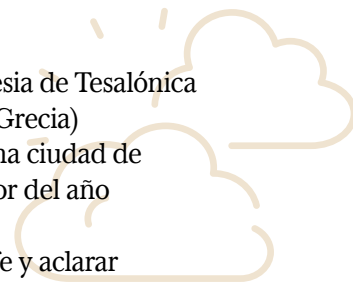 esia de Tesalónica
Grecia)
na ciudad de
or del año
e y aclarar